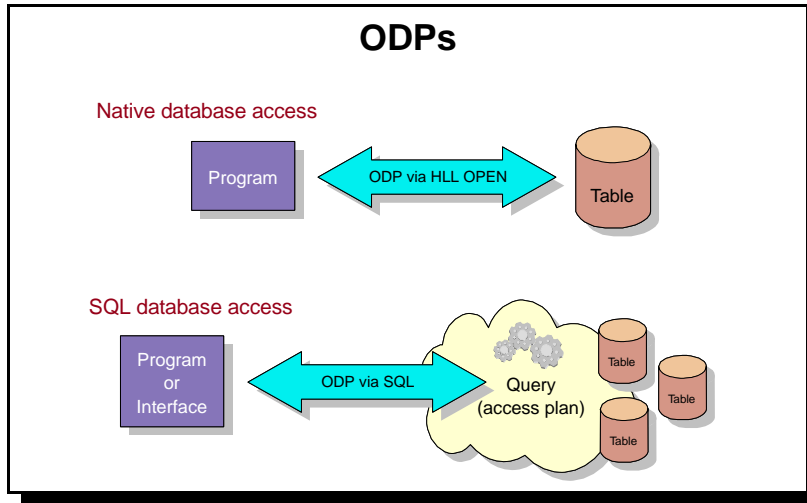 ODPs
Native database access
Program
ODP via HLL OPEN
Table
SQL database access
Program
or
Interface
ODP via SQL
Query
(access plan)
Table
Table
Table